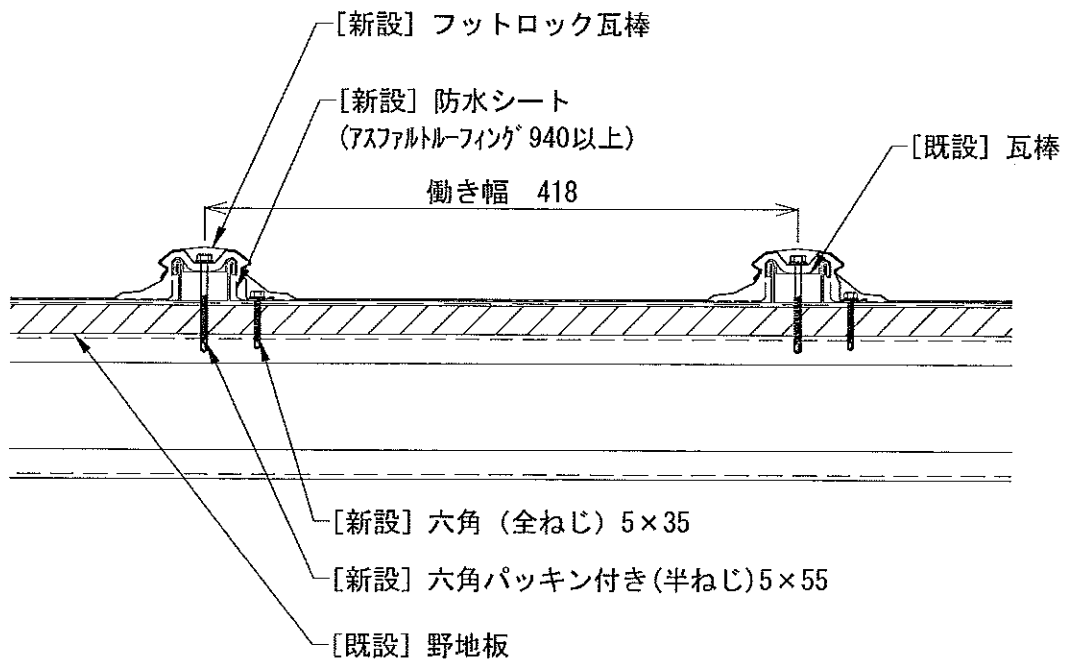 [新設] フットロック瓦棒
[新設] 防水シート
(ｱｽﾌｧﾙﾄﾙｰﾌｨﾝｸﾞ 940以上)
[既設] 瓦棒
働き幅　418
[新設] 六角 (全ねじ) 5×35
[新設] 六角パッキン付き(半ねじ)5×55
[既設] 野地板